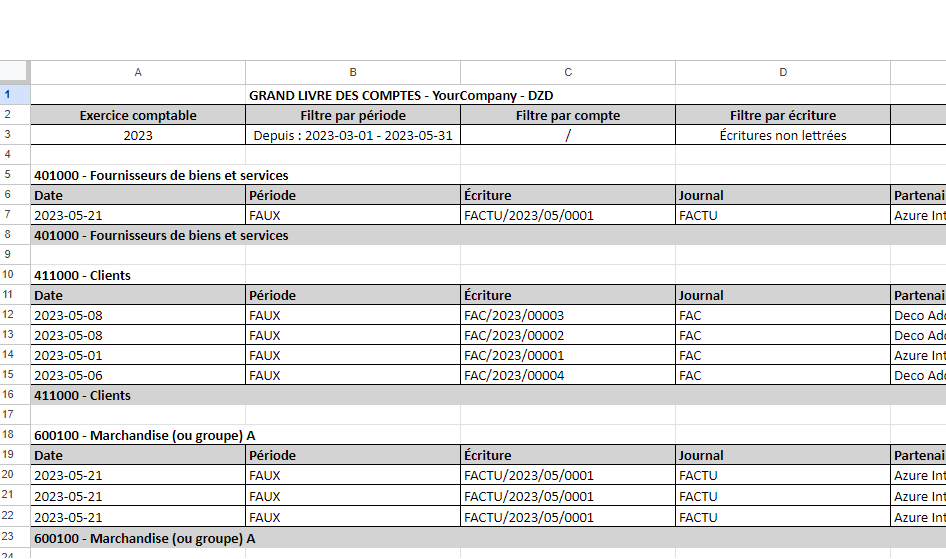 A B C D
1 GRAND LIVRE DES COMPTES - YourCompany - DZD
2 Exercice comptable Filtre par période Filtre par compte Filtre par écriture
3 2023 Depuis : 2023-03-01 - 2023-05-31 / Écritures non lettrées
4
5 401000 - Fournisseurs de biens et services
6 Date Période Écriture Journal Partenai
7 2023-05-21 FAUX FACTU/2023/05/0001 FACTU Azure Int
8 401000 - Fournisseurs de biens et services
9
10 411000 - Clients
11 Date Période Écriture Journal Partenai
12 2023-05-08 FAUX FAC/2023/00003 FAC Deco Add
13 2023-05-08 FAUX FAC/2023/00002 FAC Deco Add
14 2023-05-01 FAUX FAC/2023/00001 FAC Azure Int
15 2023-05-06 FAUX FAC/2023/00004 FAC Deco Add
16 411000 - Clients
17
18 600100 - Marchandise (ou groupe) A
19 Date Période Écriture Journal Partenai
20 2023-05-21 FAUX FACTU/2023/05/0001 FACTU Azure Int
21 2023-05-21 FAUX FACTU/2023/05/0001 FACTU Azure Int
22 2023-05-21 FAUX FACTU/2023/05/0001 FACTU Azure Int
23 600100 - Marchandise (ou groupe) A
24